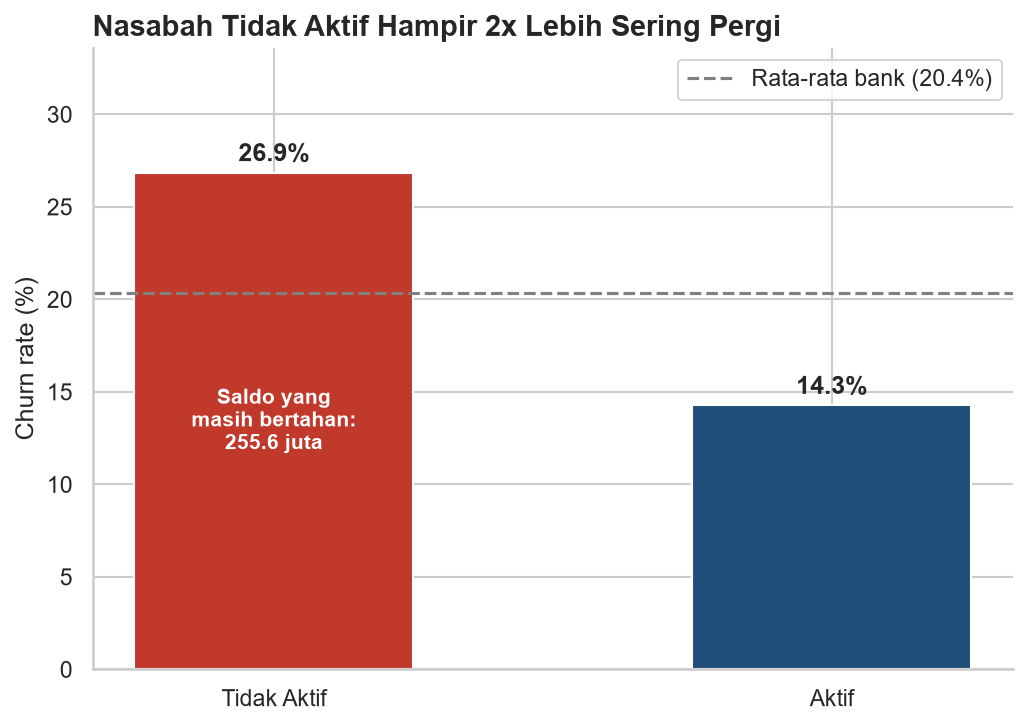 Nasabah Tidak Aktif Hampir 2x Lebih Sering Pergi
Rata-rata bank (20.4%)
Churn rate (%)
30
25
20
15
10
5
0
26.9%
Saldo yang
masih bertahan:
255.6 juta
14.3%
Tidak Aktif
Aktif